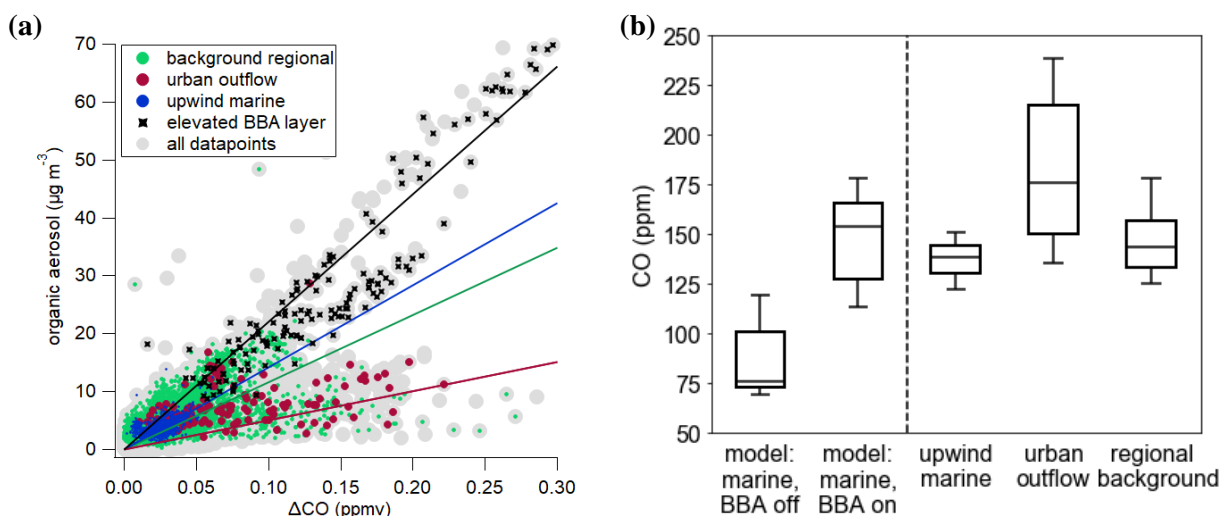 (a)
70
60
50
40
30
20
10
0
organic aerosol (µg m⁻³)
background regional
urban outflow
upwind marine
elevated BBA layer
all datapoints
0.00 0.05 0.10 0.15 0.20 0.25 0.30
ΔCO (ppmv)
(b)
250
225
200
175
150
125
100
75
50
CO (ppm)
model:
marine,
BBA off
model:
marine,
BBA on
upwind
marine
urban
outflow
regional
background